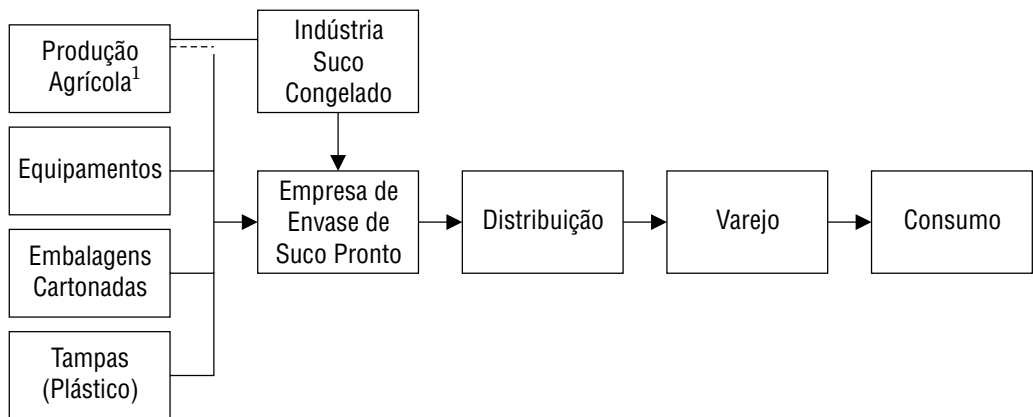 Produção
Agrícola¹
Indústria
Suco
Congelado
Equipamentos
Empresa de
Envase de
Suco Pronto
Distribuição
Varejo
Consumo
Embalagens
Cartonadas
Tampas
(Plástico)